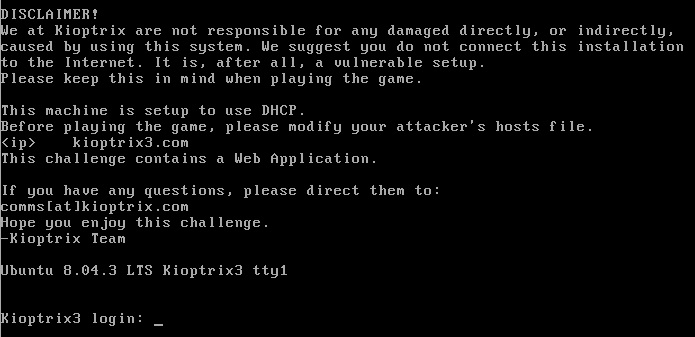 DISCLAIMER!
We at Kioptrix are not responsible for any damaged directly, or indirectly,
caused by using this system. We suggest you do not connect this installation
to the Internet. It is, after all, a vulnerable setup.
Please keep this in mind when playing the game.
This machine is setup to use DHCP.
Before playing the game, please modify your attacker's hosts file.
<ip>    kioptrix3.com
This challenge contains a Web Application.
If you have any questions, please direct them to:
comms[at]kioptrix.com
Hope you enjoy this challenge.
-Kioptrix Team
Ubuntu 8.04.3 LTS Kioptrix3 tty1
Kioptrix3 login: _